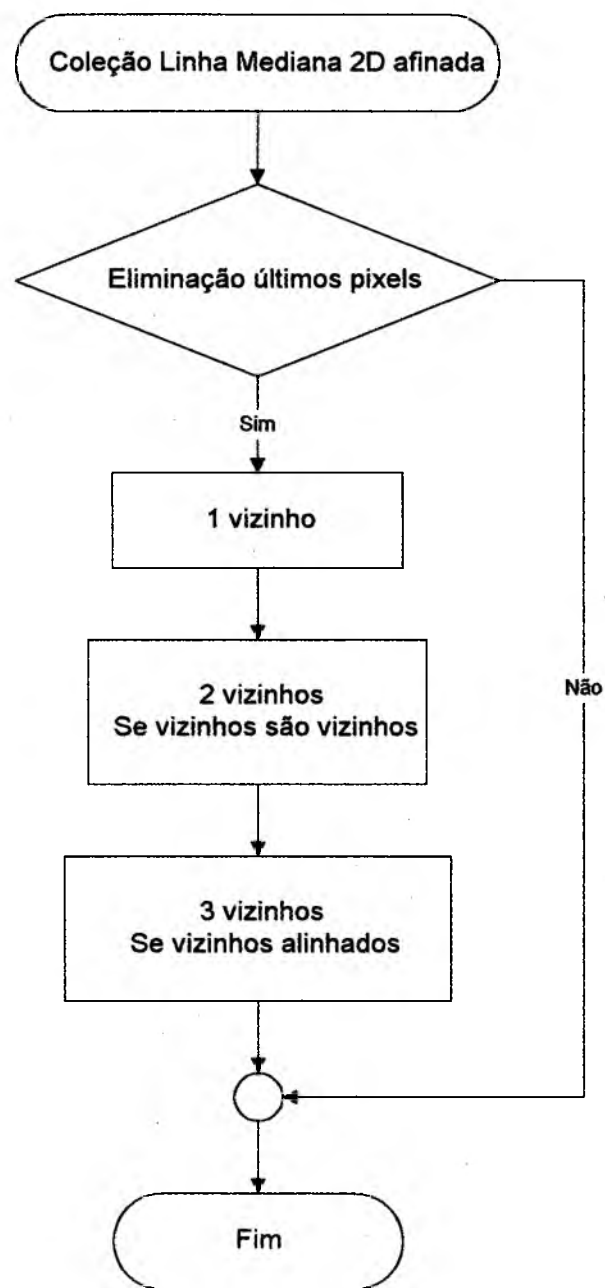 Coleção Linha Mediana 2D afinada
Eliminação últimos pixels
Sim
1 vizinho
2 vizinhos
Se vizinhos são vizinhos
Não
3 vizinhos
Se vizinhos alinhados
Fim